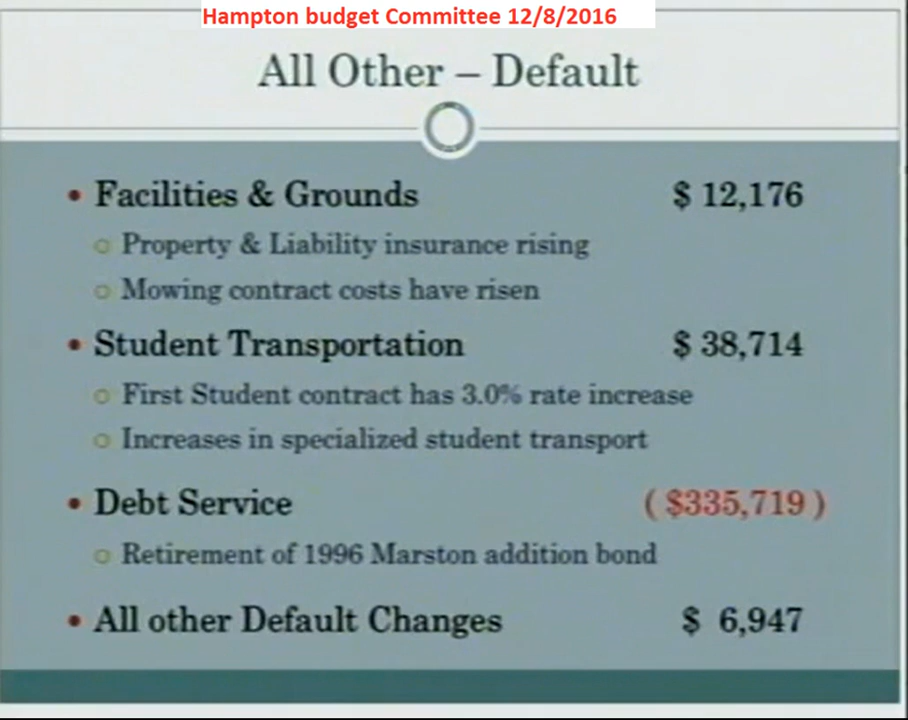 Hampton budget Committee 12/8/2016
All Other – Default
• Facilities & Grounds $ 12,176
○ Property & Liability insurance rising
○ Mowing contract costs have risen
• Student Transportation $ 38,714
○ First Student contract has 3.0% rate increase
○ Increases in specialized student transport
• Debt Service ( $335,719 )
○ Retirement of 1996 Marston addition bond
• All other Default Changes $ 6,947